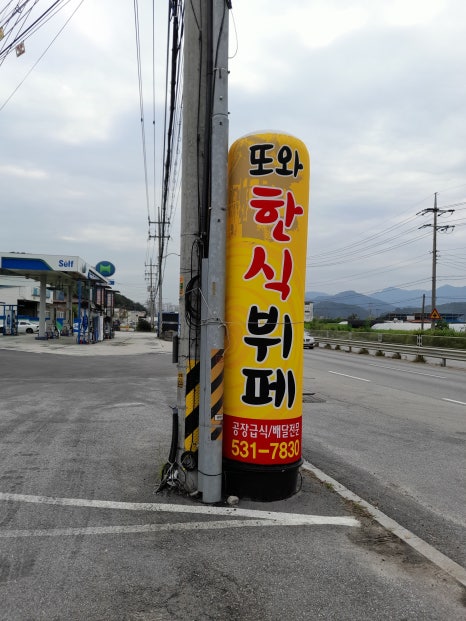 또와
한식
뷔페
공장급식/배달전문
531-7830
Self